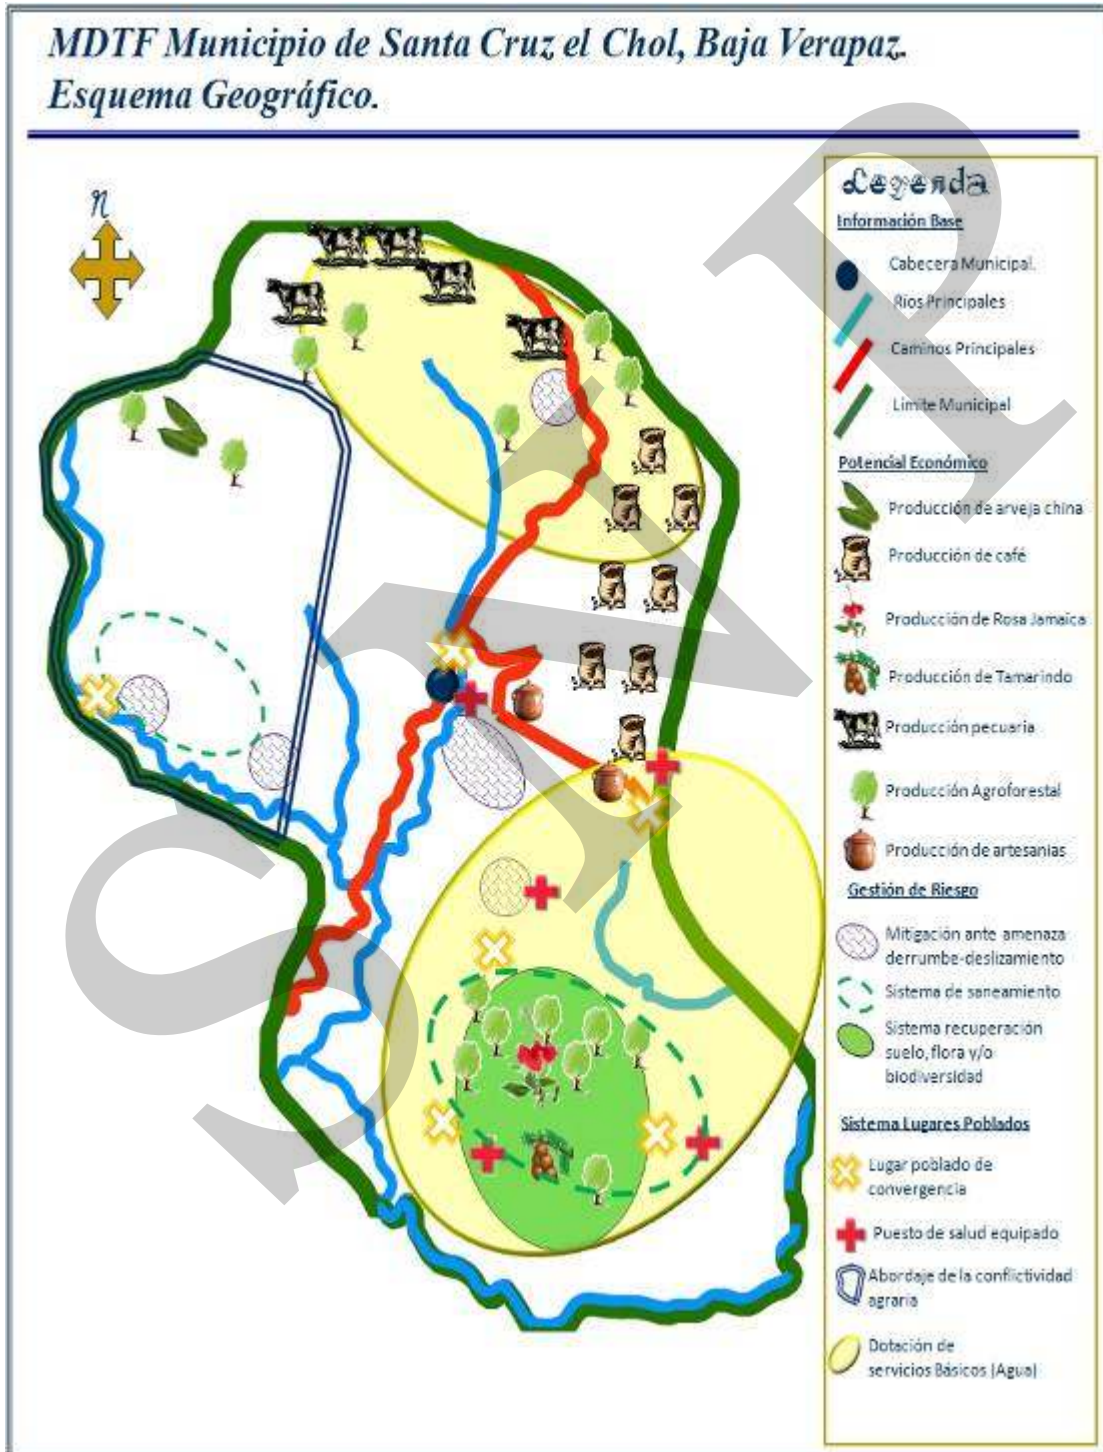 MDTF Municipio de Santa Cruz el Chol, Baja Verapaz.
Esquema Geográfico.
N
Leyenda
Información Base
Cabecera Municipal.
Ríos Principales
Caminos Principales
Limite Municipal
Potencial Económico
Producción de arveja china
Producción de café
Producción de Rosa Jamaica
Producción de Tamarindo
Producción pecuaria
Producción Agroforestal
Producción de artesanias
Gestión de Riesgo
Mitigación ante amenaza
derrumbe-deslizamiento
Sistema de saneamiento
Sistema recuperación
suelo, flora y/o
biodiversidad
Sistema Lugares Poblados
Lugar poblado de
convergencia
Puesto de salud equipado
Abordaje de la conflictividad
agraria
Dotación de
servicios Básicos (Agua)
SYP